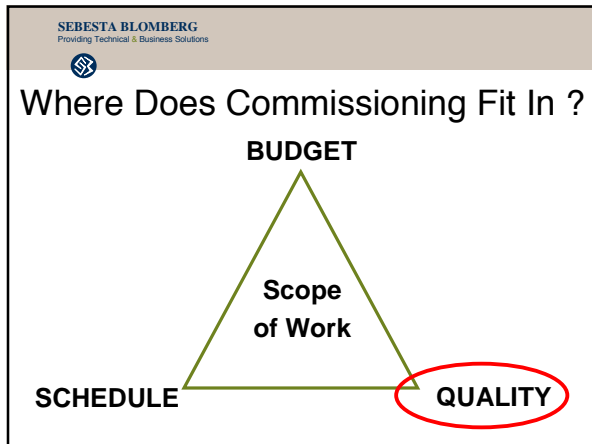 SEBESTA BLOMBERG
Providing Technical & Business Solutions
Where Does Commissioning Fit In ?
BUDGET
Scope
of Work
SCHEDULE
QUALITY